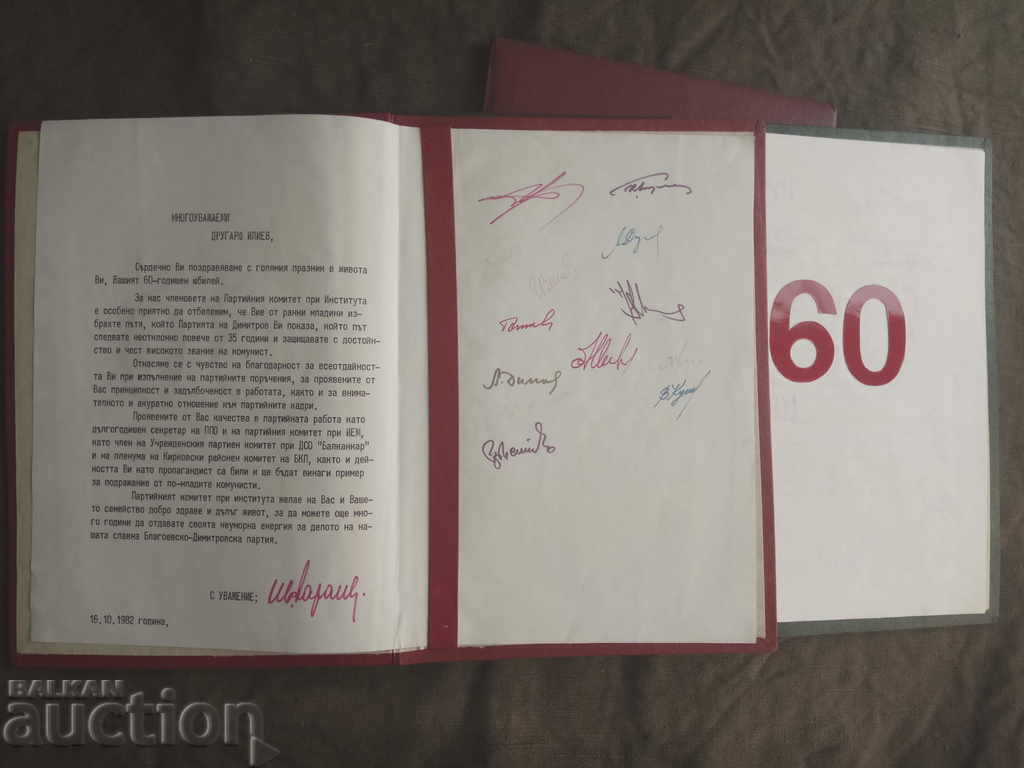 МНОГОУВАЖАЕМИ
ДРУГАРЮ ИЛИЕВ,
Сърдечно Ви поздравяваме с големия празник в живота
Ви, Вашият 60-годишен юбилей.
За нас членовете на Партийния комитет при Института
е особено приятно да отбележим, че Вие от ранни младини из-
брахте пътя, който Партията на Димитров Ви показа, който път
следвате неотклонно повече от 35 години и защищавате с достойн-
ство и чест високото звание на комунист.
Отнасяме се с чувство на благодарност за всеотдайността
Ви при изпълнение на партийните поръчения, за проявените от
Вас принципност и задълбоченост в работата, както и за внима-
телното и акуратно отношение към партийните кадри.
Проявените от Вас качества в партийната работа като
дългогодишен секретар на ППО и на партийния комитет при ИЕМ,
като член на Учрежденския партиен комитет при ДСО "Балканкар"
и на пленума на Кирковски районен комитет на БКП, както и дей-
ността Ви като пропагандист са били и ще бъдат винаги пример
за подражание от по-младите комунисти.
Партийният комитет при института желае на Вас и Ваше-
то семейство добро здраве и дълъг живот, за да можете още мно-
го години да отдавате своята неуморна енергия за делото на на-
шата славна Благоевско-Димитровска партия.
С УВАЖЕНИЕ:
16.10.1982 година.
60
BALKAN
auction